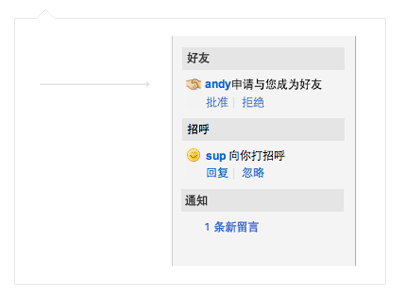 好友
andy申请与您成为好友
批准 | 拒绝
招呼
sup 向你打招呼
回复 | 忽略
通知
1 条新留言